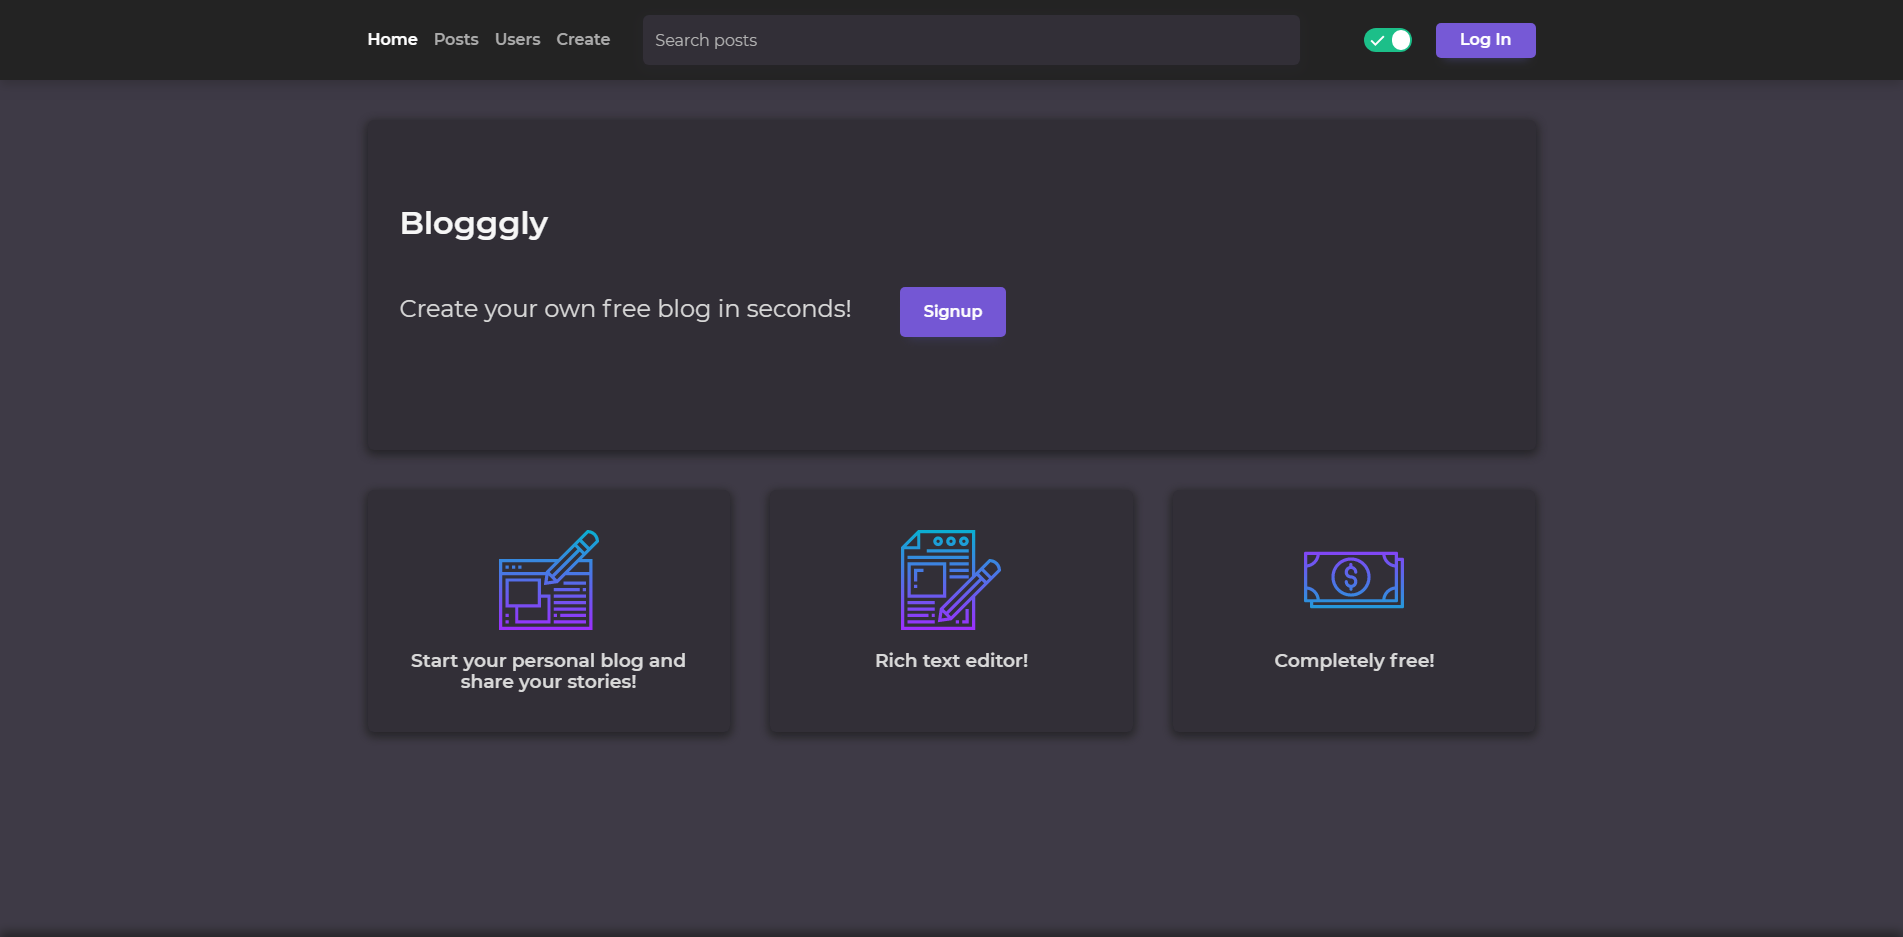 Home Posts Users Create Search posts Log In
Blogggly
Create your own free blog in seconds! Signup
Start your personal blog and
share your stories!
Rich text editor!
Completely free!